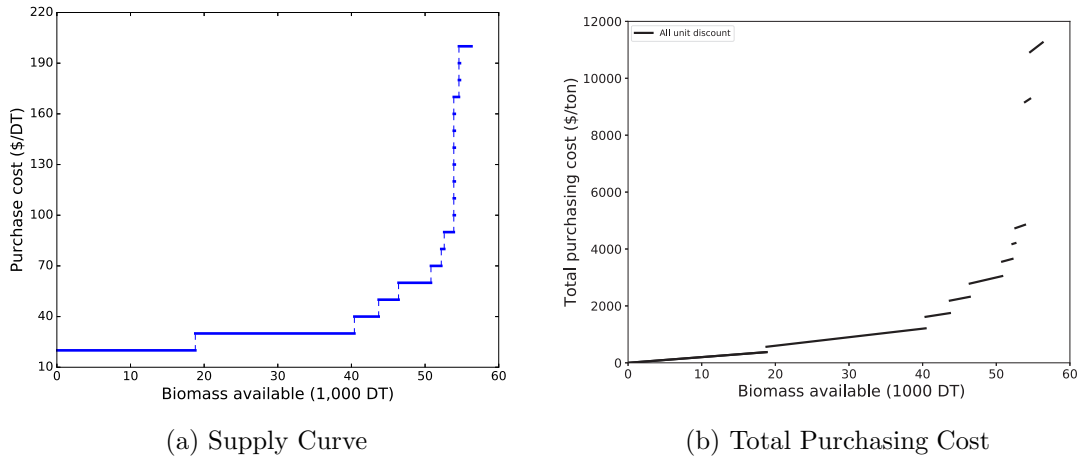 220
190
160
130
100
70
40
10
Purchase cost ($/DT)
0 10 20 30 40 50 60
Biomass available (1,000 DT)
(a) Supply Curve
12000
10000
8000
6000
4000
2000
0
Total purchasing cost ($/ton)
All unit discount
0 10 20 30 40 50 60
Biomass available (1000 DT)
(b) Total Purchasing Cost